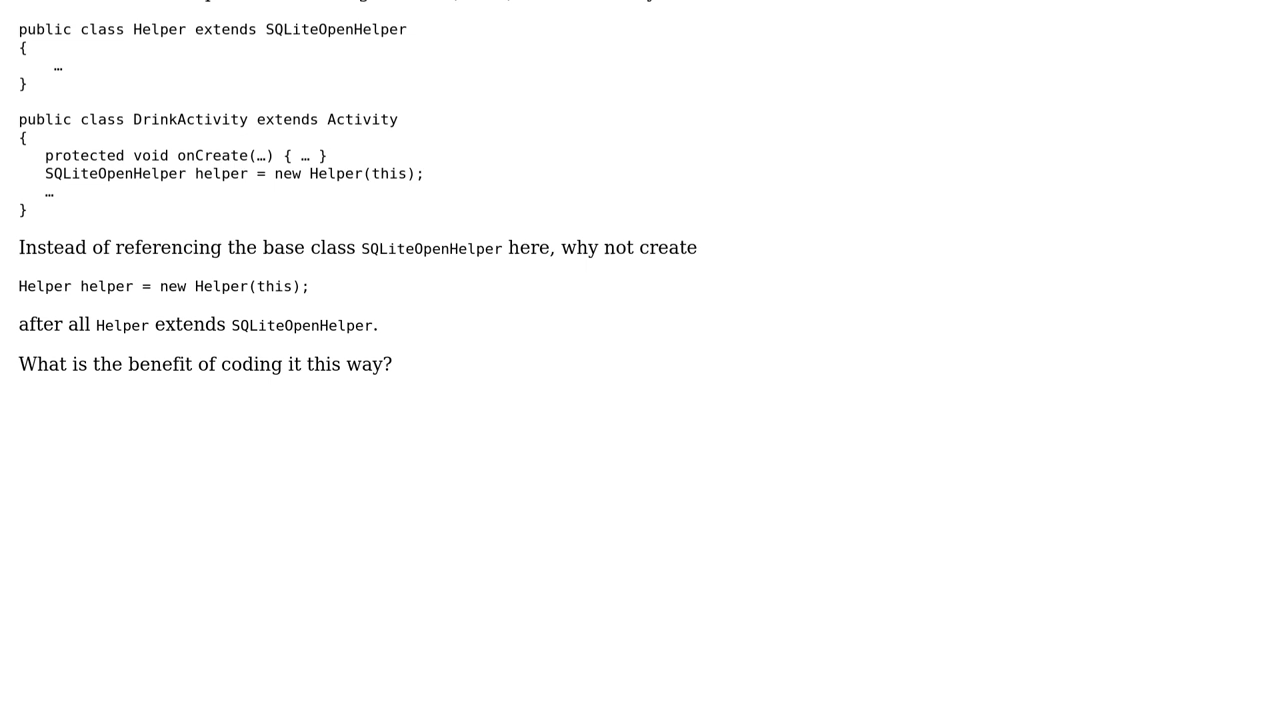 public class Helper extends SQLiteOpenHelper
{
    …
}
public class DrinkActivity extends Activity
{
   protected void onCreate(…) { … }
   SQLiteOpenHelper helper = new Helper(this);
   …
}
Instead of referencing the base class SQLiteOpenHelper here, why not create
Helper helper = new Helper(this);
after all Helper extends SQLiteOpenHelper.
What is the benefit of coding it this way?